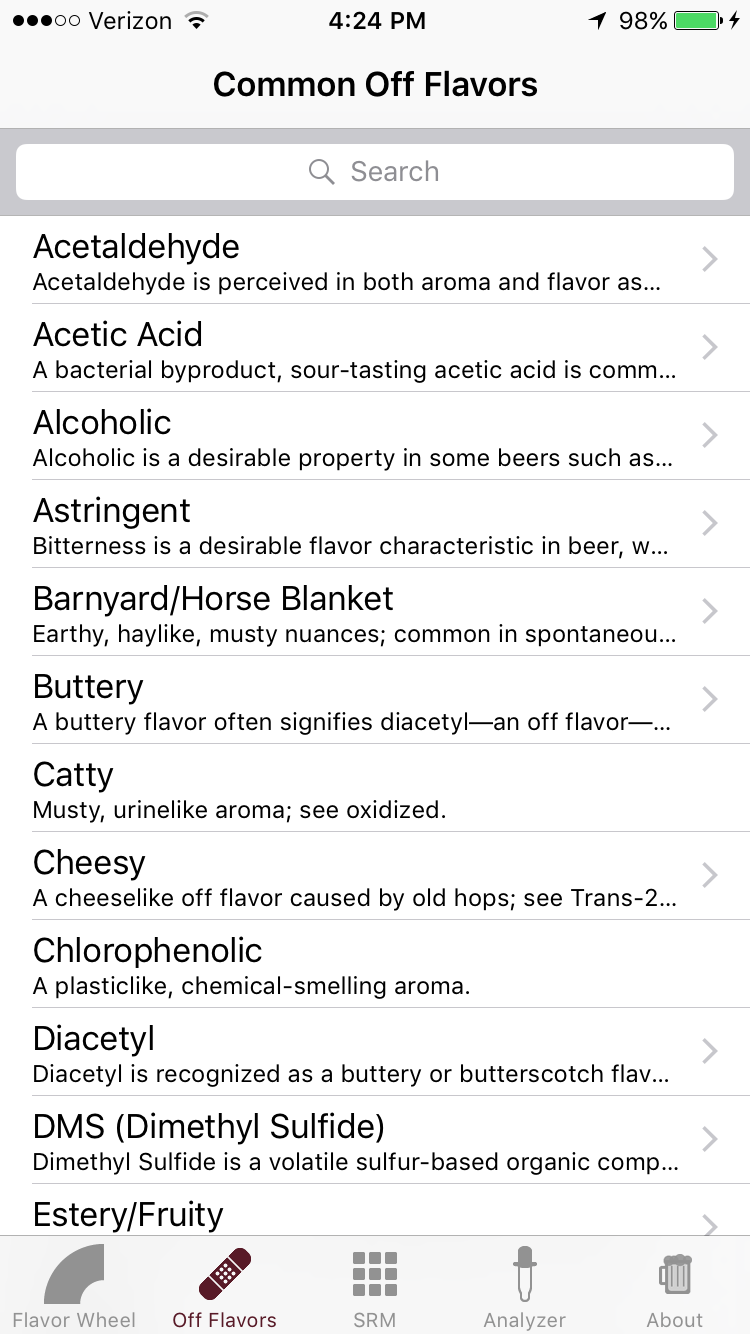 Verizon 4:24 PM 98%
Common Off Flavors
Search
Acetaldehyde
Acetaldehyde is perceived in both aroma and flavor as...
Acetic Acid
A bacterial byproduct, sour-tasting acetic acid is comm...
Alcoholic
Alcoholic is a desirable property in some beers such as...
Astringent
Bitterness is a desirable flavor characteristic in beer, w...
Barnyard/Horse Blanket
Earthy, haylike, musty nuances; common in spontaneou...
Buttery
A buttery flavor often signifies diacetyl—an off flavor—...
Catty
Musty, urinelike aroma; see oxidized.
Cheesy
A cheeselike off flavor caused by old hops; see Trans-2...
Chlorophenolic
A plasticlike, chemical-smelling aroma.
Diacetyl
Diacetyl is recognized as a buttery or butterscotch flav...
DMS (Dimethyl Sulfide)
Dimethyl Sulfide is a volatile sulfur-based organic comp...
Estery/Fruity
Flavor Wheel Off Flavors SRM Analyzer About